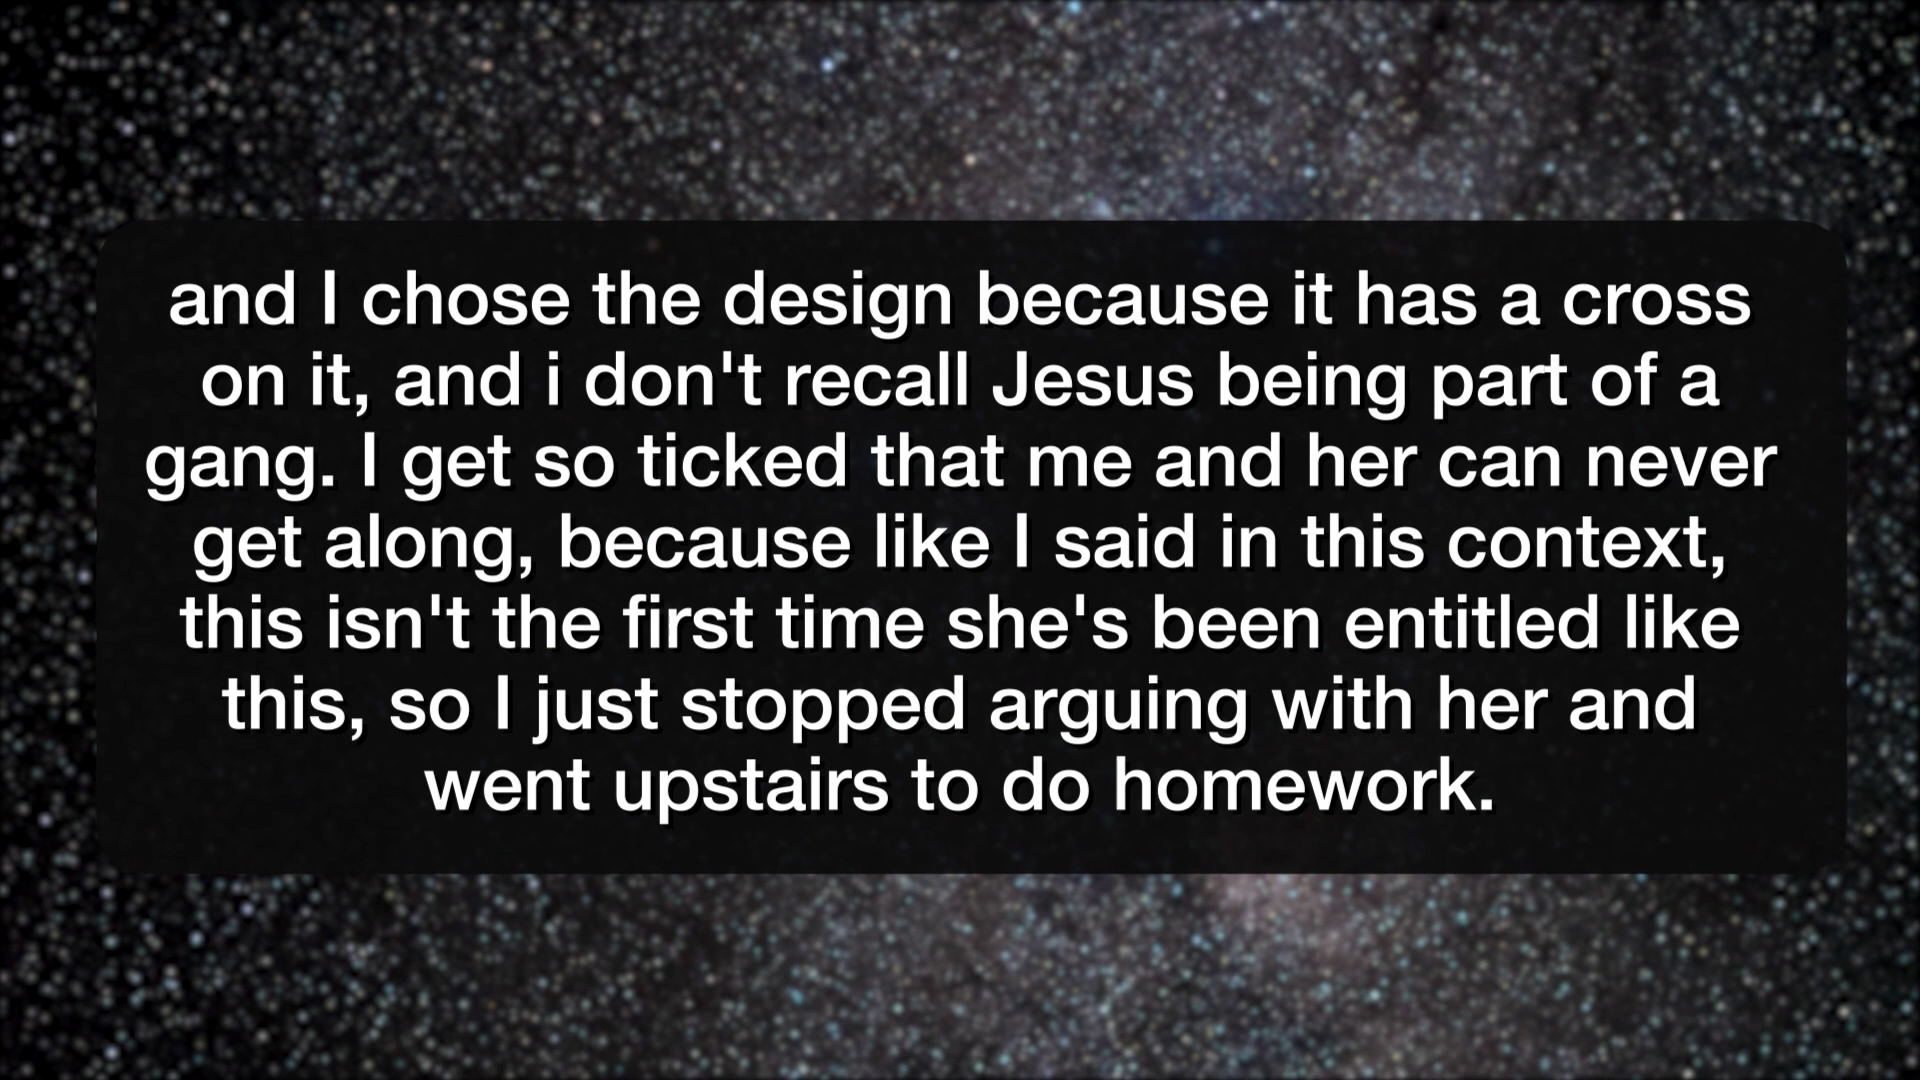 and I chose the design because it has a cross
on it, and i don't recall Jesus being part of a
gang. I get so ticked that me and her can never
get along, because like I said in this context,
this isn't the first time she's been entitled like
this, so I just stopped arguing with her and
went upstairs to do homework.